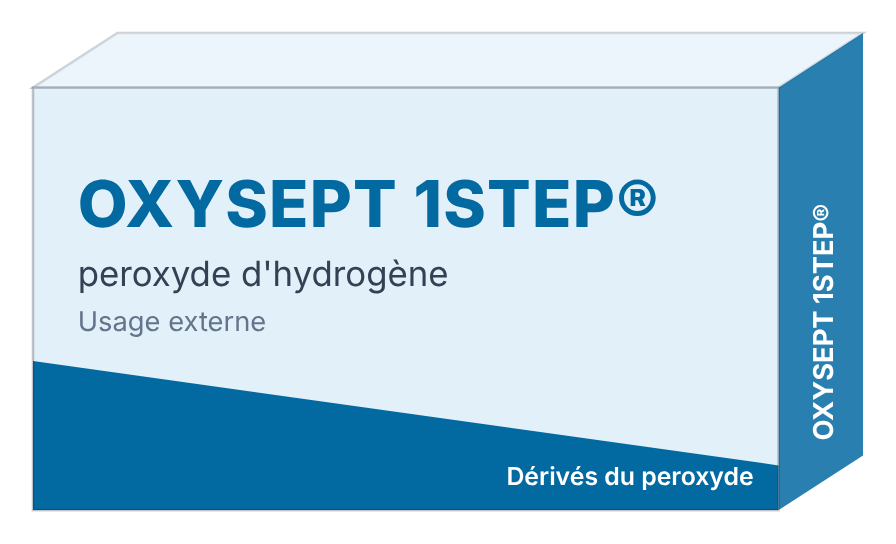 OXYSEPT 1STEP®
peroxyde d'hydrogène
Usage externe
Dérivés du peroxyde
OXYSEPT 1STEP®